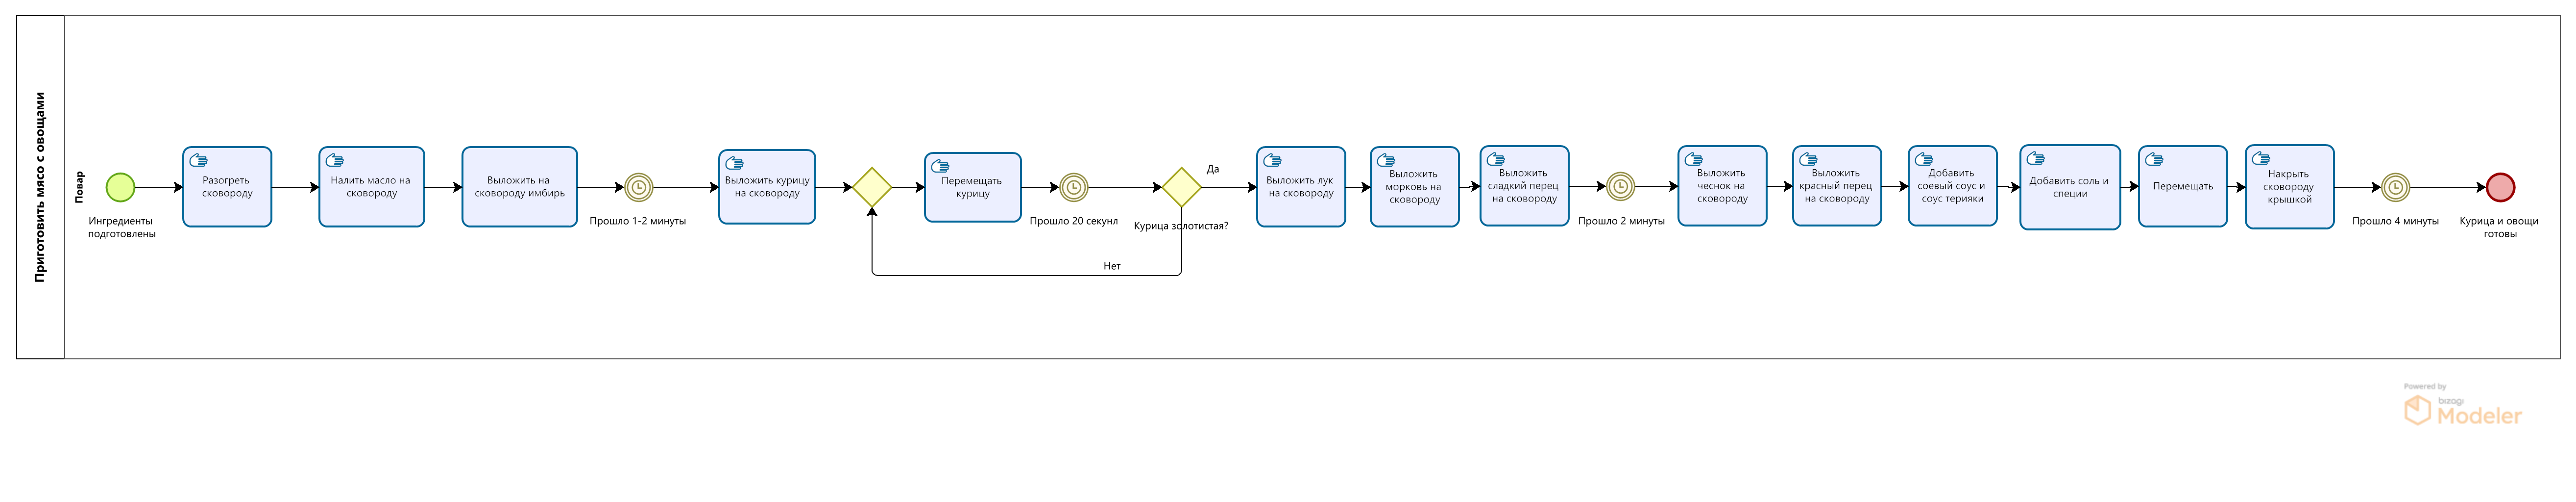 Приготовить мясо с овощами
Повар
Ингредиенты
подготовлены
Разогреть
сковороду
Налить масло на
сковороду
Выложить на
сковороду имбирь
Прошло 1-2 минуты
Выложить курицу
на сковороду
Перемещать
курицу
Прошло 20 секунл
Курица золотистая?
Да
Нет
Выложить лук
на сковороду
Выложить
морковь на
сковороду
Выложить
сладкий перец
на сковороду
Прошло 2 минуты
Выложить
чеснок на
сковороду
Выложить
красный перец
на сковороду
Добавить
соевый соус и
соус терияки
Добавить соль и
специи
Перемещать
Накрыть
сковороду
крышкой
Прошло 4 минуты
Курица и овощи
готовы
Powered by
bizagi
Modeler